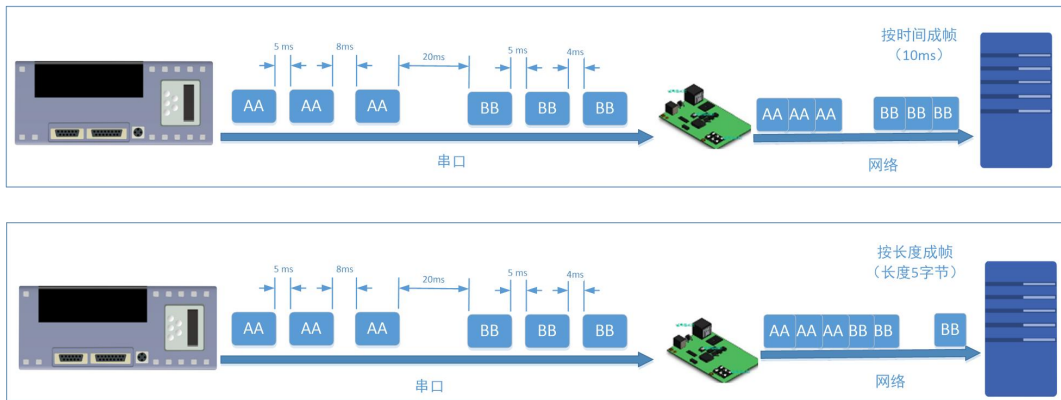 5 ms
8ms
20ms
5 ms
4ms
按时间成帧
（10ms）
AA
AA
AA
BB
BB
BB
AA AA AA
BB BB BB
串口
网络
5 ms
8ms
20ms
5 ms
4ms
按长度成帧
（长度5字节）
AA
AA
AA
BB
BB
BB
AA AA AA BB BB
BB
串口
网络